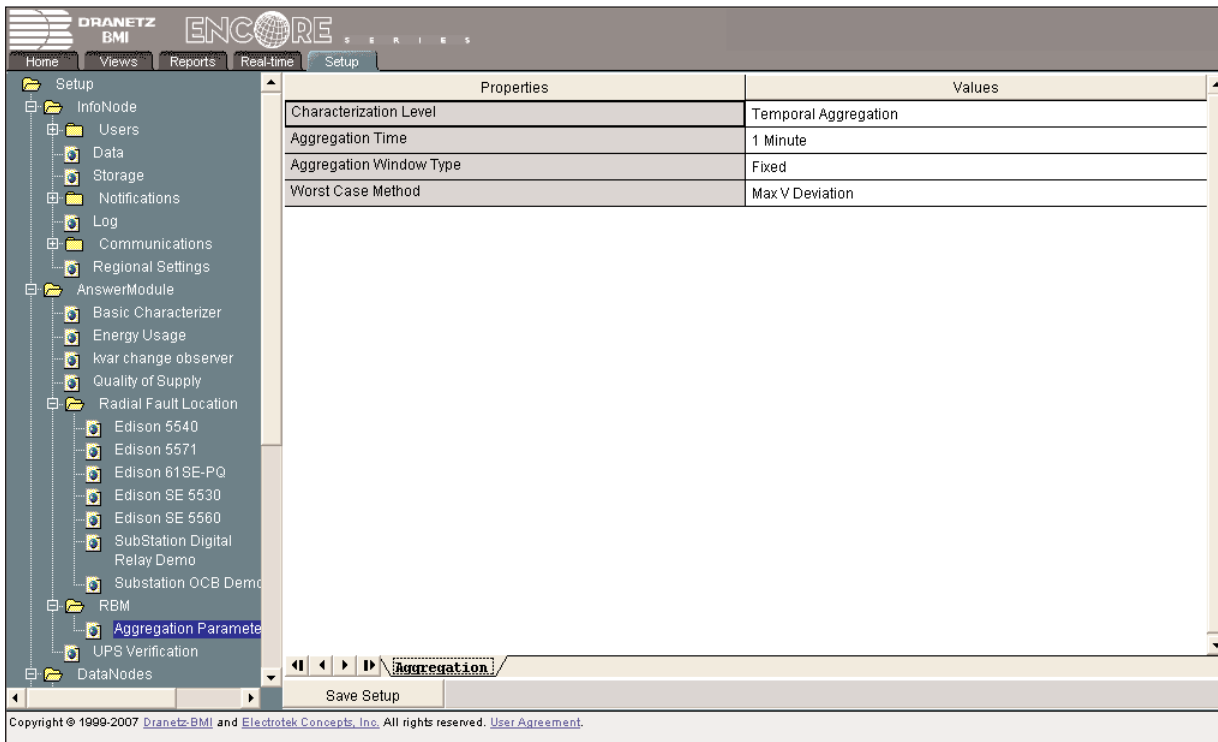 DRANETZ
BMI
ENCORE
SERIES
Home Views Reports Real-time Setup
Setup
InfoNode
Users
Data
Storage
Notifications
Log
Communications
Regional Settings
AnswerModule
Basic Characterizer
Energy Usage
kvar change observer
Quality of Supply
Radial Fault Location
Edison 5540
Edison 5571
Edison 61SE-PQ
Edison SE 5530
Edison SE 5560
SubStation Digital
Relay Demo
Substation OCB Demo
RBM
Aggregation Paramete
UPS Verification
DataNodes
Properties Values
Characterization Level Temporal Aggregation
Aggregation Time 1 Minute
Aggregation Window Type Fixed
Worst Case Method Max V Deviation
Aggregation
Save Setup
Copyright © 1999-2007 Dranetz-BMI and Electrotek Concepts, Inc. All rights reserved. User Agreement.